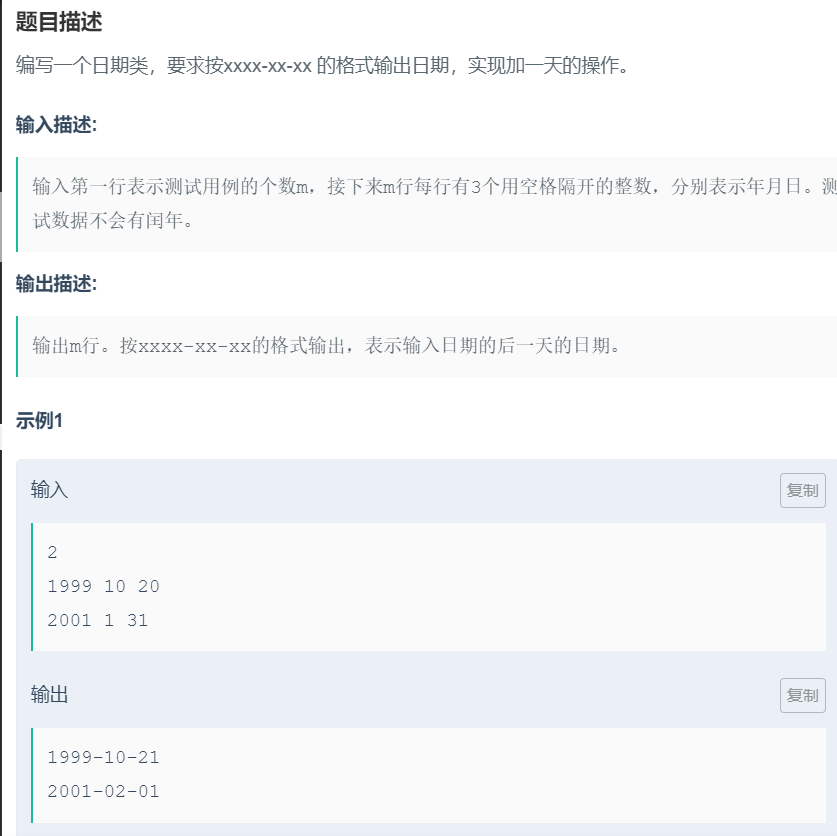 题目描述
编写一个日期类，要求按xxxx-xx-xx 的格式输出日期，实现加一天的操作。
输入描述:
输入第一行表示测试用例的个数m，接下来m行每行有3个用空格隔开的整数，分别表示年月日。测
试数据不会有闰年。
输出描述:
输出m行。按xxxx-xx-xx的格式输出，表示输入日期的后一天的日期。
示例1
输入
复制
2
1999 10 20
2001 1 31
输出
复制
1999-10-21
2001-02-01